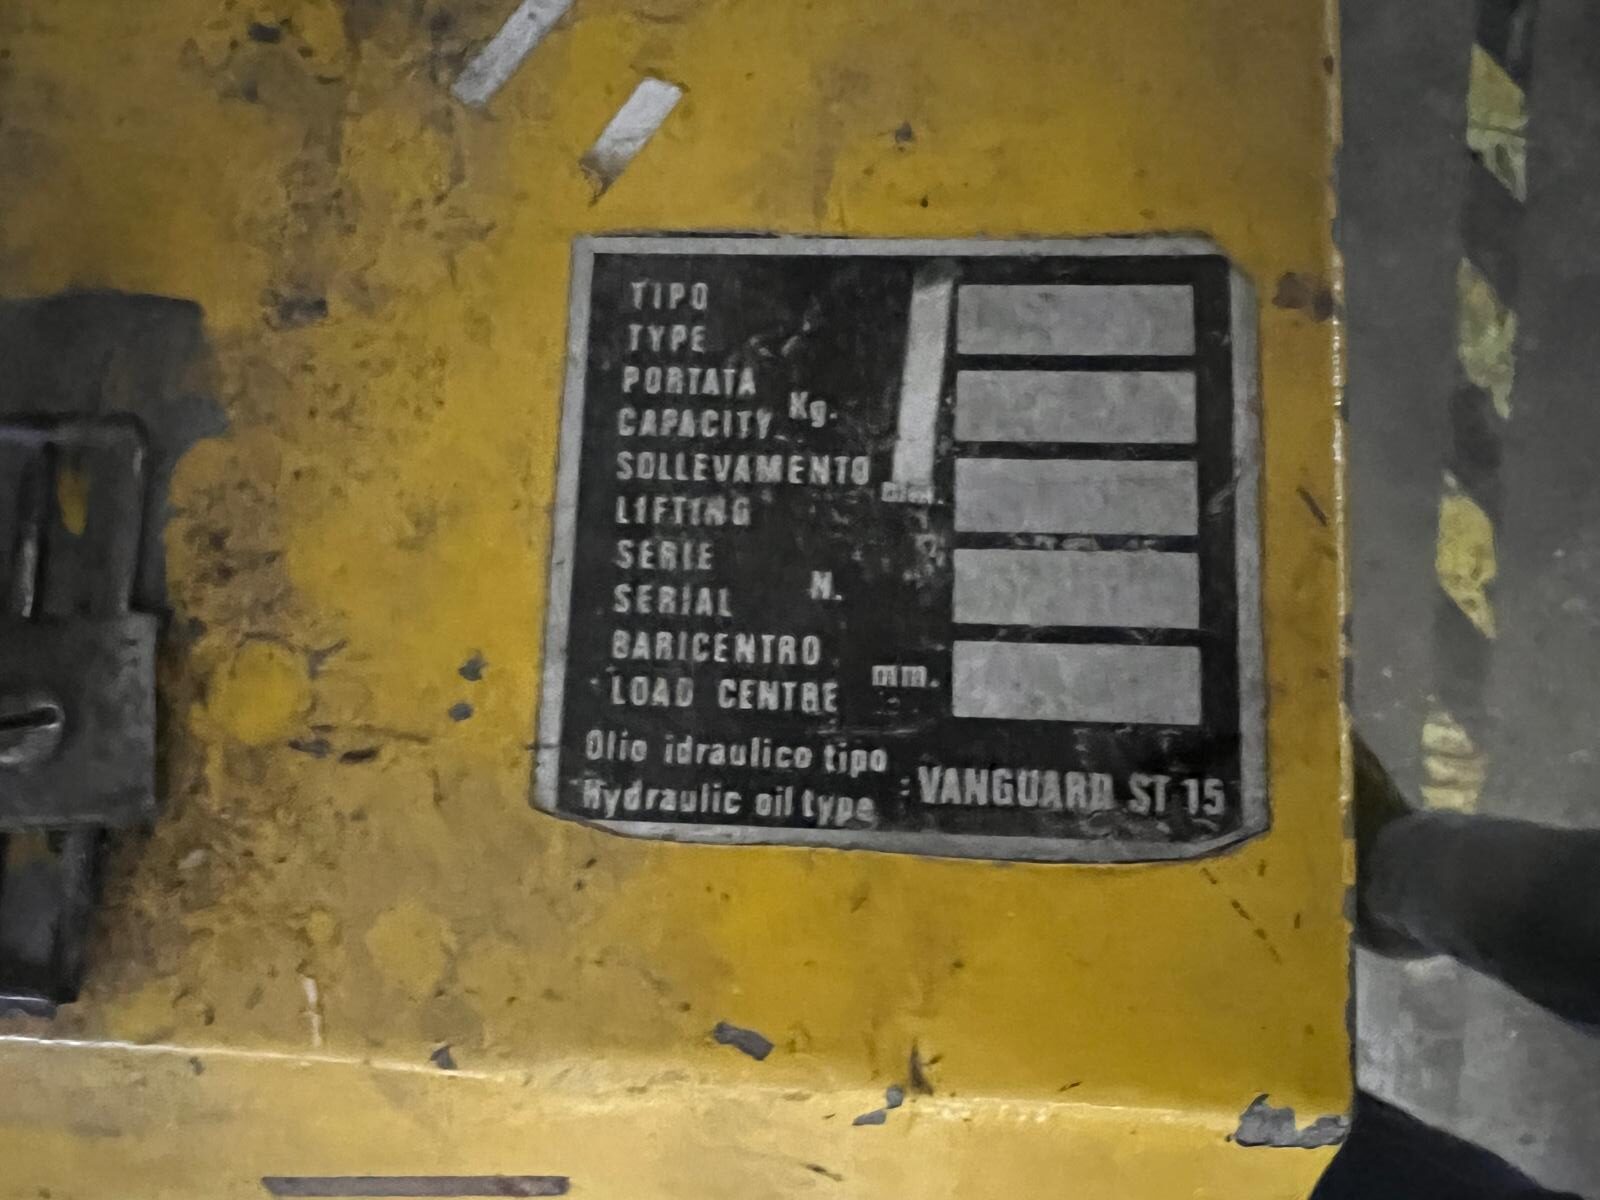 TIPO
TYPE
PORTATA
CAPACITY Kg.
SOLLEVAMENTO
LIFTING mm.
SERIE
SERIAL N.
BARICENTRO
LOAD CENTRE mm.
Olio idraulico tipo
Hydraulic oil type : VANGUARD ST 15